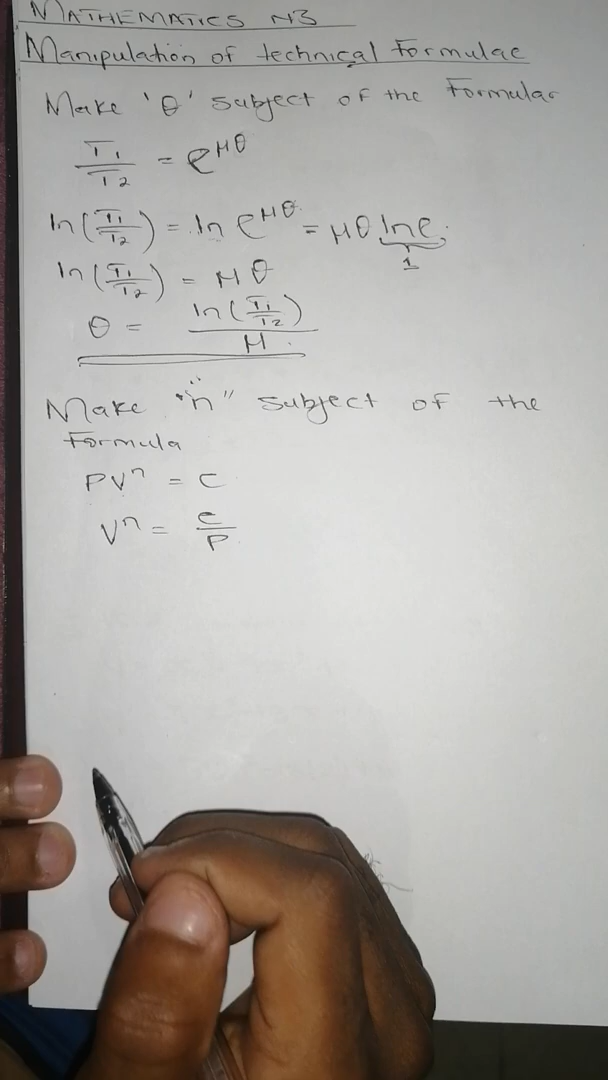 MATHEMATICS N3
Manipulation of technical Formulae
Make 'θ' subject of the Formular
T₁/T₂ = e^μθ
ln(T₁/T₂) = ln e^μθ = μθ ln e.
1
ln(T₁/T₂) = μθ
θ = ln(T₁/T₂)/μ.
Make "n" subject of the
Formula
PVⁿ = C
Vⁿ = C/P